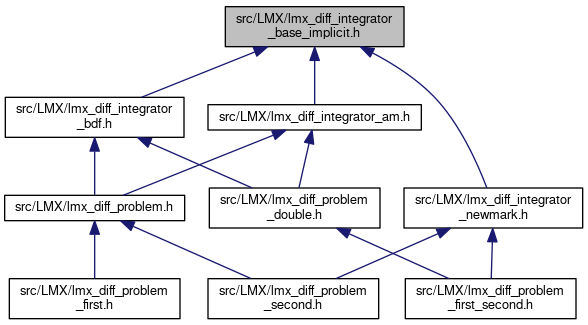 src/LMX/lmx_diff_integrator
_base_implicit.h
src/LMX/lmx_diff_integrator
_bdf.h
src/LMX/lmx_diff_integrator_am.h
src/LMX/lmx_diff_problem.h
src/LMX/lmx_diff_problem
_double.h
src/LMX/lmx_diff_integrator
_newmark.h
src/LMX/lmx_diff_problem
_first.h
src/LMX/lmx_diff_problem
_second.h
src/LMX/lmx_diff_problem
_first_second.h